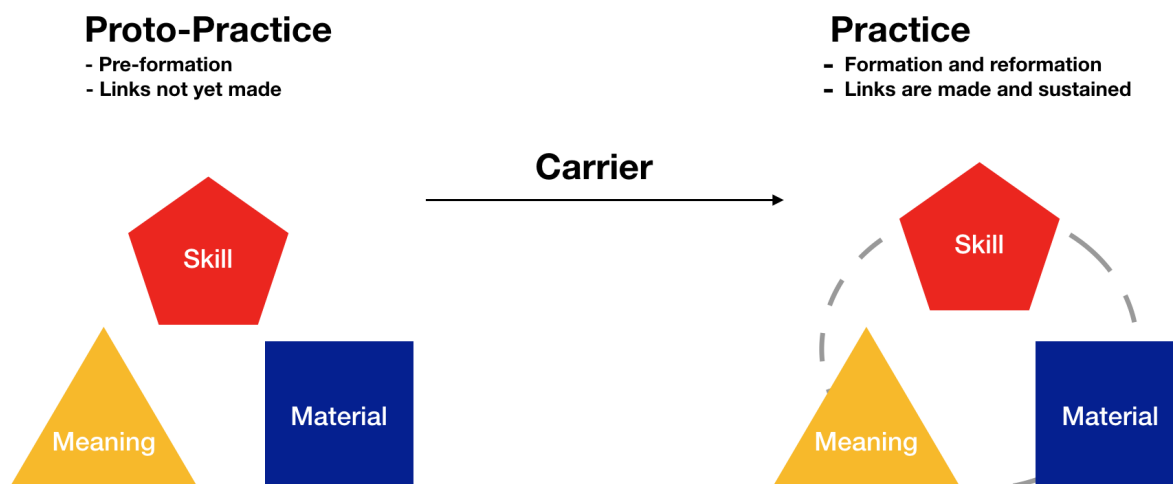 Proto-Practice
- Pre-formation
- Links not yet made
Carrier
Skill
Meaning
Material
Practice
- Formation and reformation
- Links are made and sustained
Skill
Meaning
Material